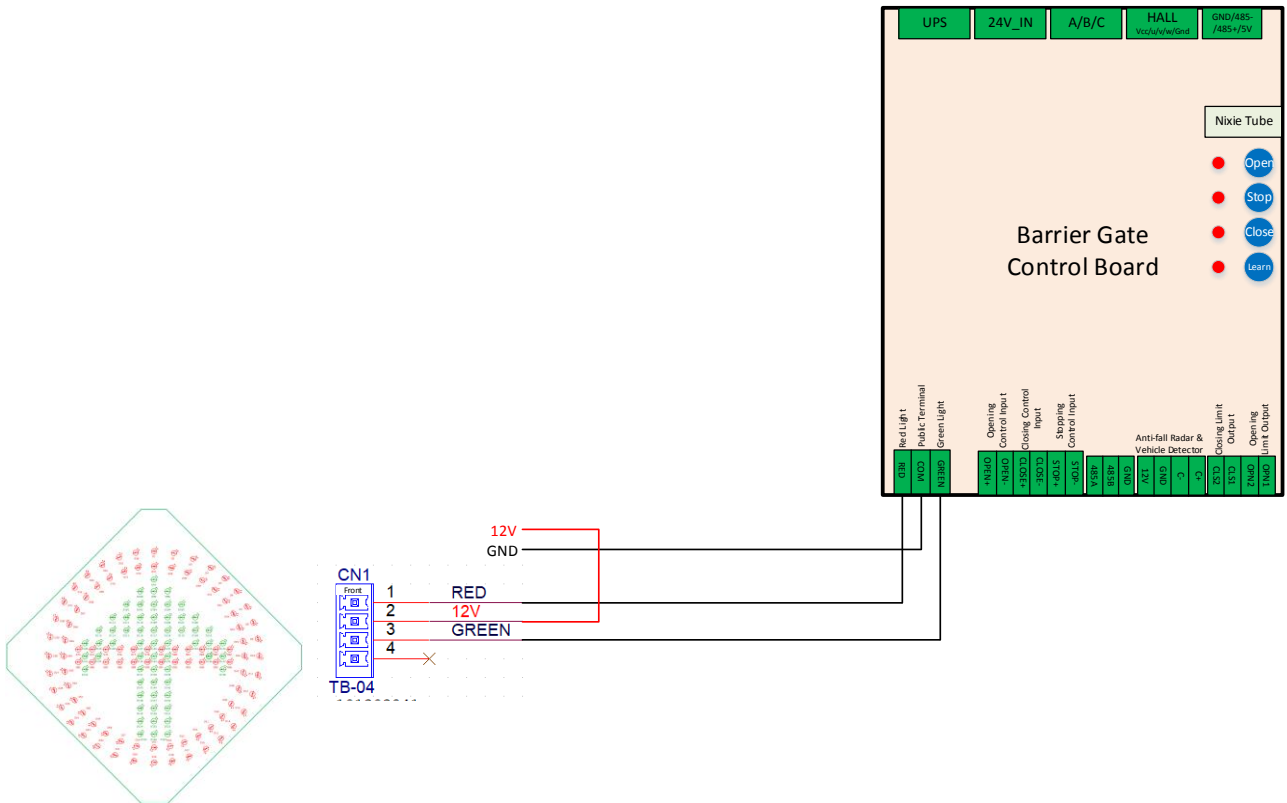 UPS
24V_IN
A/B/C
HALL
Vcc/u/v/w/Gnd
GND/485-
/485+/5V
Nixie Tube
Open
Stop
Close
Learn
Barrier Gate
Control Board
Red Light
Public Terminal
Green Light
Opening
Control Input
Closing Control
Input
Stopping
Control Input
Anti-fall Radar &
Vehicle Detector
Closing Limit
Output
Opening
Limit Output
RED
COM
GREEN
OPEN+
OPEN-
CLOSE+
CLOSE-
STOP+
STOP-
485A
485B
GND
12V
GND
C-
C+
CLS2
CLS1
OPN2
OPN1
12V
GND
CN1
Front
1
RED
2
12V
3
GREEN
4
TB-04